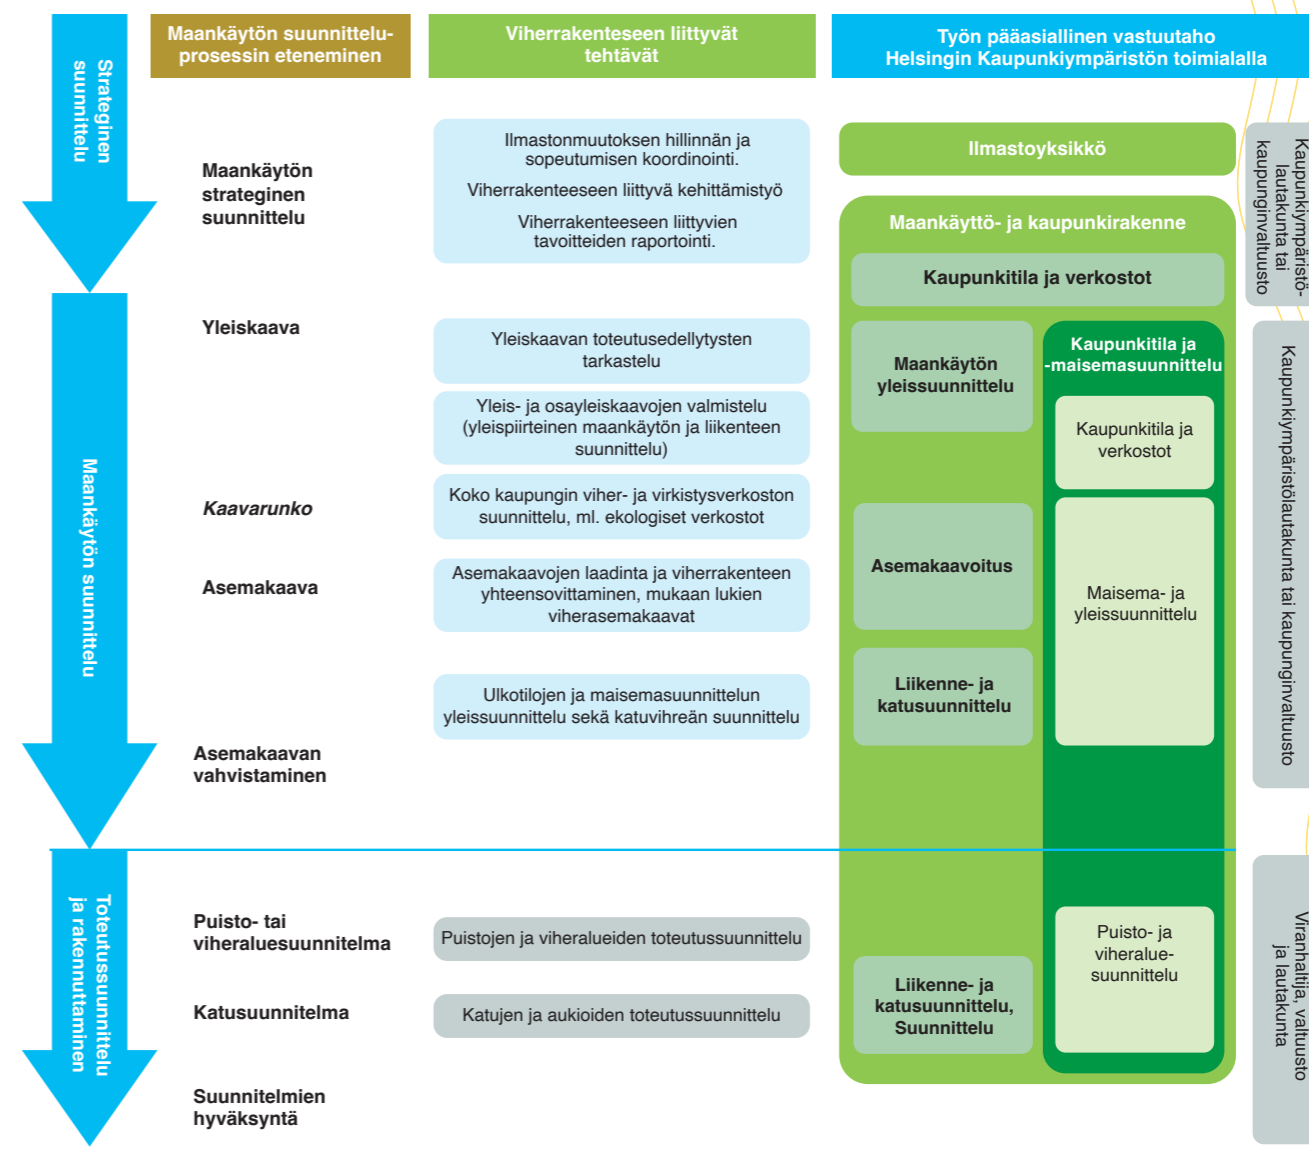 Maankäytön suunnittelu-
prosessin eteneminen
Viherrakenteseen liittyvät
tehtävät
Työn pääasiallinen vastuutaho
Helsingin Kaupunkiympäristön toimialalla
Strateginen
suunnittelu
Maankäytön
strateginen
suunnittelu
Ilmastonmuutoksen hillinnän ja
sopeutumisen koordinointi.
Viherrakenteeseen liittyvä kehittämistyö
Viherrakenteeseen liittyvien
tavoitteiden raportointi.
Ilmastoyksikkö
Maankäyttö- ja kaupunkirakenne
Kaupunkitila ja verkostot
Kaupunkiympäristö-
lautakunta tai
kaupunginvaltuusto
Maankäytön suunnittelu
Yleiskaava
Kaavarunko
Asemakaava
Asemakaavan
vahvistaminen
Yleiskaavan toteutusedellytysten
tarkastelu
Yleis- ja osayleiskaavojen valmistelu
(yleispiirteinen maankäytön ja liikenteen
suunnittelu)
Koko kaupungin viher- ja virkistysverkoston
suunnittelu, ml. ekologiset verkostot
Asemakaavojen laadinta ja viherrakenteen
yhteensovittaminen, mukaan lukien
viherasemakaavat
Ulkotilojen ja maisemasuunnittelun
yleissuunnittelu sekä katuvihreän suunnittelu
Maankäytön
yleissuunnittelu
Asemakaavoitus
Liikenne- ja
katusuunnittelu
Kaupunkitila ja
-maisemasuunnittelu
Kaupunkitila ja
verkostot
Maisema- ja
yleissuunnittelu
Kaupunkiympäristölautakunta tai kaupunginvaltuusto
Toteutussuunnittelu
ja rakennuttaminen
Puisto- tai
viheraluesuunnitelma
Katusuunnitelma
Suunnitelmien
hyväksyntä
Puistojen ja viheralueiden toteutussuunnittelu
Katujen ja aukioiden toteutussuunnittelu
Liikenne- ja
katusuunnittelu,
Suunnittelu
Puisto- ja
viheralue-
suunnittelu
Viranhaltija, valtuusto
ja lautakunta